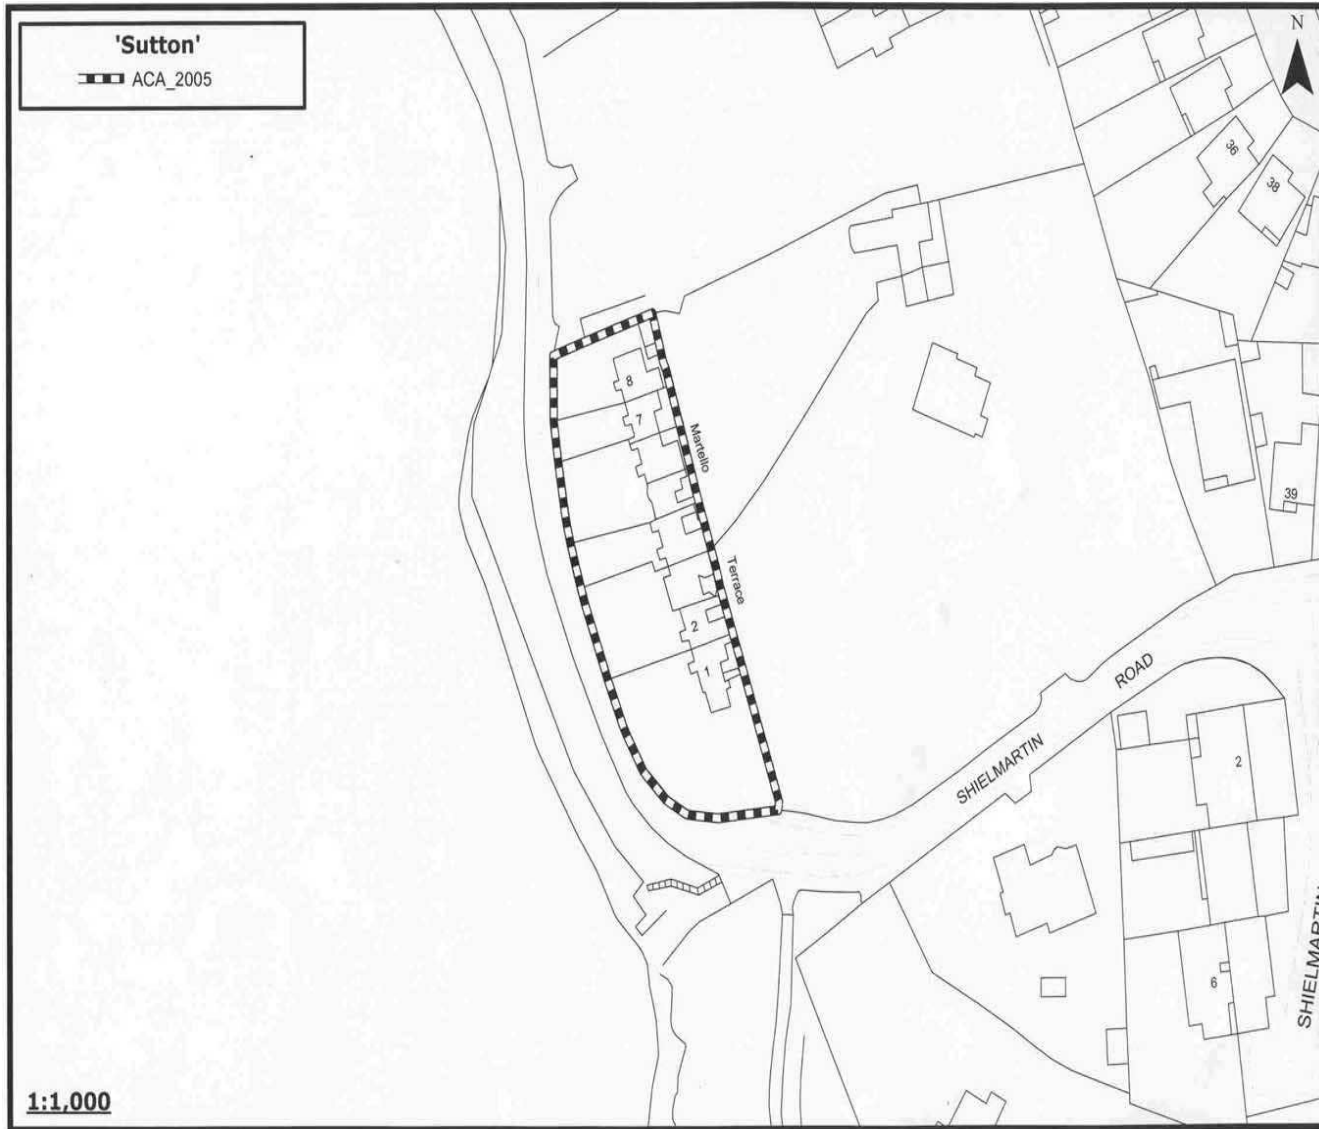 'Sutton'
ACA_2005
N
36
38
8
7
Martello
39
Terrace
2
1
SHIELMARTIN ROAD
2
6
SHIELMARTIN
1:1,000